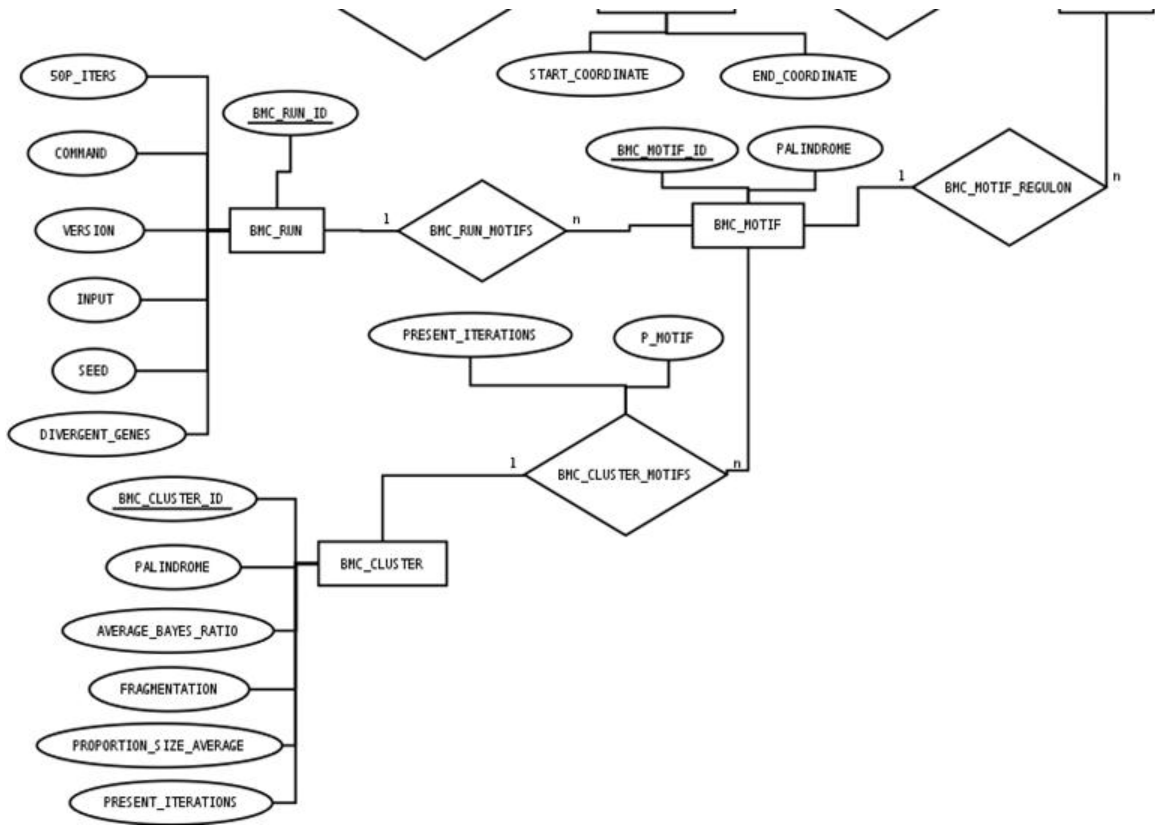 50P_ITERS
START_COORDINATE
END_COORDINATE
BMC_RUN_ID
COMMAND
BMC_MOTIF_ID
PALINDROME
BMC_MOTIF_REGULON
1
n
VERSION
BMC_RUN
1
BMC_RUN_MOTIFS
n
BMC_MOTIF
INPUT
PRESENT_ITERATIONS
P_MOTIF
SEED
DIVERGENT_GENES
1
BMC_CLUSTER_MOTIFS
n
BMC_CLUSTER_ID
BMC_CLUSTER
PALINDROME
AVERAGE_BAYES_RATIO
FRAGMENTATION
PROPORTION_SIZE_AVERAGE
PRESENT_ITERATIONS